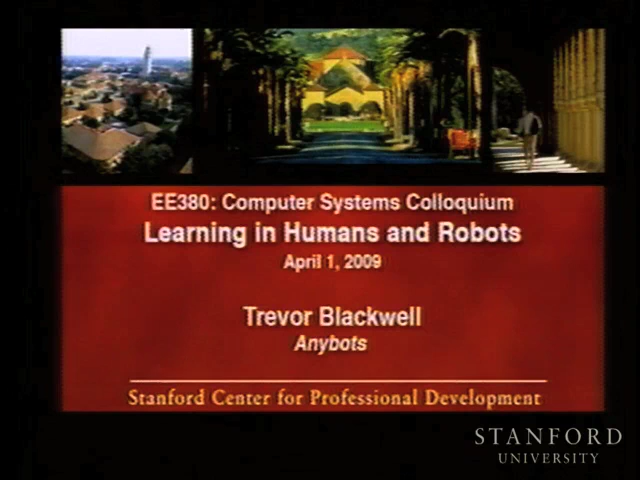 EE380: Computer Systems Colloquium
Learning in Humans and Robots
April 1, 2009
Trevor Blackwell
Anybots
Stanford Center for Professional Development
STANFORD
UNIVERSITY